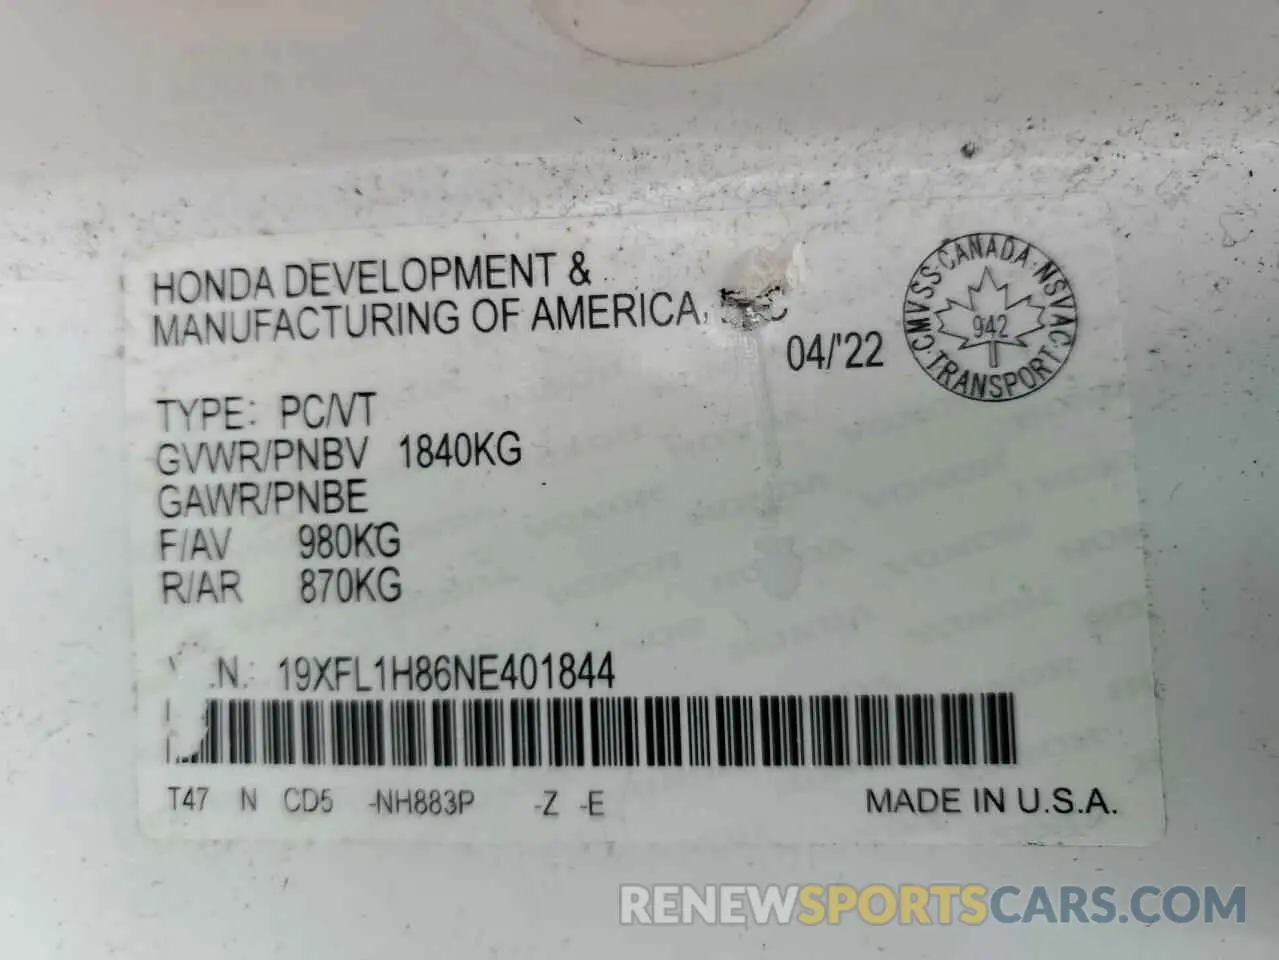 HONDA DEVELOPMENT &
MANUFACTURING OF AMERICA,
04/'22
CMVSS·CANADA·NSVAC·TRANSPORT
942
TYPE: PC/VT
GVWR/PNBV 1840KG
GAWR/PNBE
F/AV 980KG
R/AR 870KG
.N.: 19XFL1H86NE401844
T47 N CD5 -NH883P -Z -E
MADE IN U.S.A.
RENEWSPORTSCARS.COM